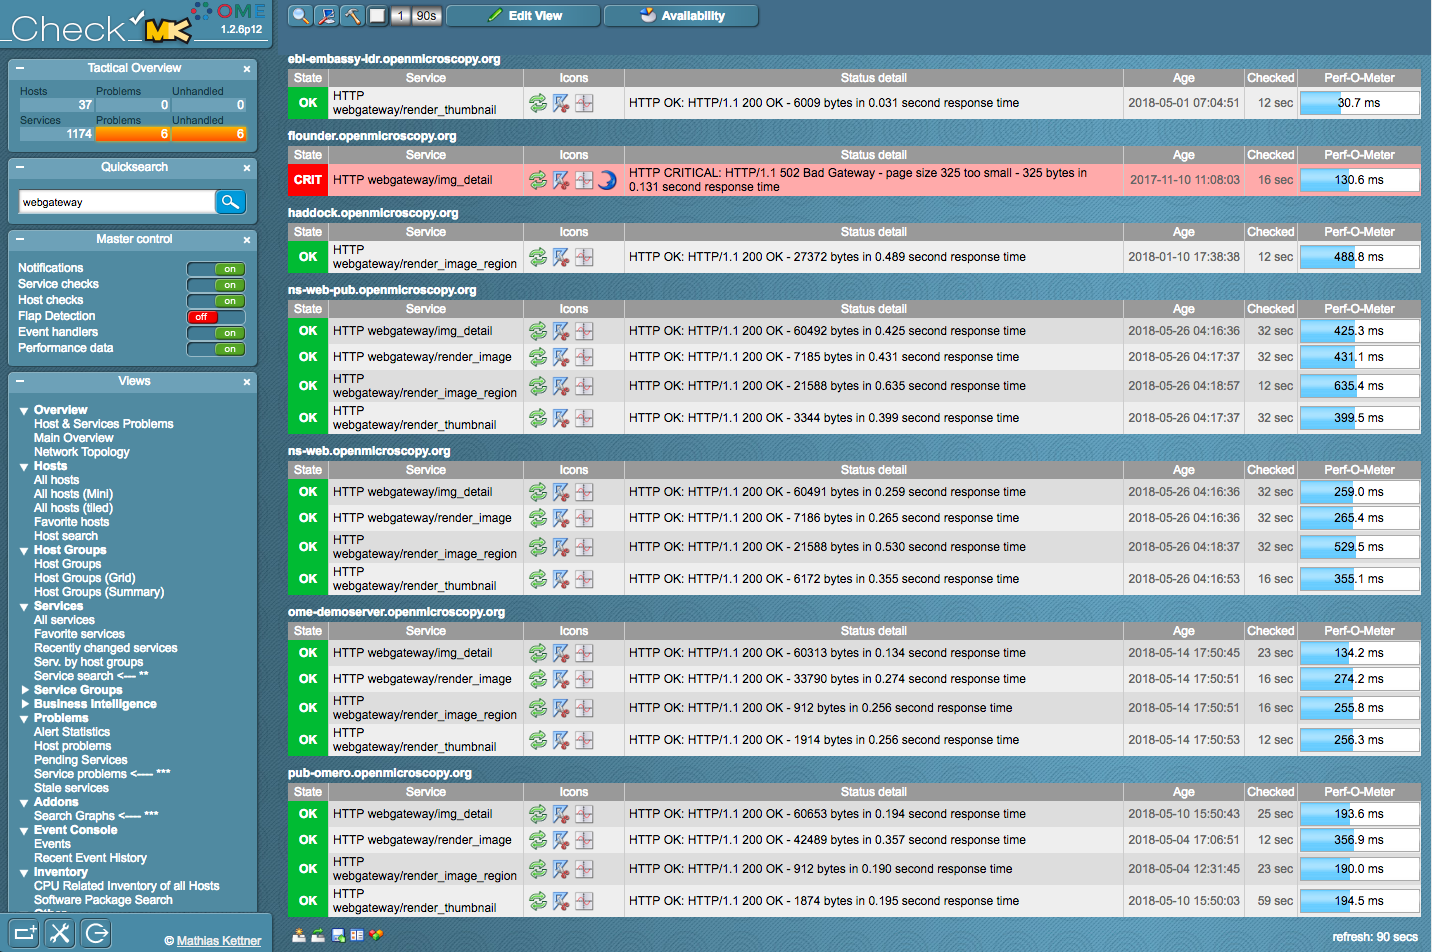 Check MK
OME
1.2.6p12
Tactical Overview
Hosts Problems Unhandled
37 0 0
Services Problems Unhandled
1174 6 6
Quicksearch
webgateway
Master control
Notifications on
Service checks on
Host checks on
Flap Detection off
Event handlers on
Performance data on
Views
Overview
Host & Services Problems
Main Overview
Network Topology
Hosts
All hosts
All hosts (Mini)
All hosts (tiled)
Favorite hosts
Host search
Host Groups
Host Groups
Host Groups (Grid)
Host Groups (Summary)
Services
All services
Favorite services
Recently changed services
Serv. by host groups
Service search <--- **
Service Groups
Business Intelligence
Problems
Alert Statistics
Host problems
Pending Services
Service problems <---- ***
Stale services
Addons
Search Graphs <---- ***
Event Console
Events
Recent Event History
Inventory
CPU Related Inventory of all Hosts
Software Package Search
© Mathias Kettner
1 90s Edit View Availability
ebi-embassy-idr.openmicroscopy.org
State Service Icons Status detail Age Checked Perf-O-Meter
OK HTTP webgateway/render_thumbnail HTTP OK: HTTP/1.1 200 OK - 6009 bytes in 0.031 second response time 2018-05-01 07:04:51 12 sec 30.7 ms
flounder.openmicroscopy.org
State Service Icons Status detail Age Checked Perf-O-Meter
CRIT HTTP webgateway/img_detail HTTP CRITICAL: HTTP/1.1 502 Bad Gateway - page size 325 too small - 325 bytes in 0.131 second response time 2017-11-10 11:08:03 16 sec 130.6 ms
haddock.openmicroscopy.org
State Service Icons Status detail Age Checked Perf-O-Meter
OK HTTP webgateway/render_image_region HTTP OK: HTTP/1.1 200 OK - 27372 bytes in 0.489 second response time 2018-01-10 17:38:38 12 sec 488.8 ms
ns-web-pub.openmicroscopy.org
State Service Icons Status detail Age Checked Perf-O-Meter
OK HTTP webgateway/img_detail HTTP OK: HTTP/1.1 200 OK - 60492 bytes in 0.425 second response time 2018-05-26 04:16:36 32 sec 425.3 ms
OK HTTP webgateway/render_image HTTP OK: HTTP/1.1 200 OK - 7185 bytes in 0.431 second response time 2018-05-26 04:17:37 32 sec 431.1 ms
OK HTTP webgateway/render_image_region HTTP OK: HTTP/1.1 200 OK - 21588 bytes in 0.635 second response time 2018-05-26 04:18:57 12 sec 635.4 ms
OK HTTP webgateway/render_thumbnail HTTP OK: HTTP/1.1 200 OK - 3344 bytes in 0.399 second response time 2018-05-26 04:17:37 32 sec 399.5 ms
ns-web.openmicroscopy.org
State Service Icons Status detail Age Checked Perf-O-Meter
OK HTTP webgateway/img_detail HTTP OK: HTTP/1.1 200 OK - 60491 bytes in 0.259 second response time 2018-05-26 04:16:36 32 sec 259.0 ms
OK HTTP webgateway/render_image HTTP OK: HTTP/1.1 200 OK - 7186 bytes in 0.265 second response time 2018-05-26 04:16:36 32 sec 265.4 ms
OK HTTP webgateway/render_image_region HTTP OK: HTTP/1.1 200 OK - 21588 bytes in 0.530 second response time 2018-05-26 04:18:37 32 sec 529.5 ms
OK HTTP webgateway/render_thumbnail HTTP OK: HTTP/1.1 200 OK - 6172 bytes in 0.355 second response time 2018-05-26 04:16:53 16 sec 355.1 ms
ome-demoserver.openmicroscopy.org
State Service Icons Status detail Age Checked Perf-O-Meter
OK HTTP webgateway/img_detail HTTP OK: HTTP/1.1 200 OK - 60313 bytes in 0.134 second response time 2018-05-14 17:50:45 23 sec 134.2 ms
OK HTTP webgateway/render_image HTTP OK: HTTP/1.1 200 OK - 33790 bytes in 0.274 second response time 2018-05-14 17:50:51 16 sec 274.2 ms
OK HTTP webgateway/render_image_region HTTP OK: HTTP/1.1 200 OK - 912 bytes in 0.256 second response time 2018-05-14 17:50:51 16 sec 255.8 ms
OK HTTP webgateway/render_thumbnail HTTP OK: HTTP/1.1 200 OK - 1914 bytes in 0.256 second response time 2018-05-14 17:50:53 12 sec 256.3 ms
pub-omero.openmicroscopy.org
State Service Icons Status detail Age Checked Perf-O-Meter
OK HTTP webgateway/img_detail HTTP OK: HTTP/1.1 200 OK - 60653 bytes in 0.194 second response time 2018-05-10 15:50:43 25 sec 193.6 ms
OK HTTP webgateway/render_image HTTP OK: HTTP/1.1 200 OK - 42489 bytes in 0.357 second response time 2018-05-04 17:06:51 12 sec 356.9 ms
OK HTTP webgateway/render_image_region HTTP OK: HTTP/1.1 200 OK - 912 bytes in 0.190 second response time 2018-05-04 12:31:45 23 sec 190.0 ms
OK HTTP webgateway/render_thumbnail HTTP OK: HTTP/1.1 200 OK - 1874 bytes in 0.195 second response time 2018-05-10 15:50:03 59 sec 194.5 ms
refresh: 90 secs